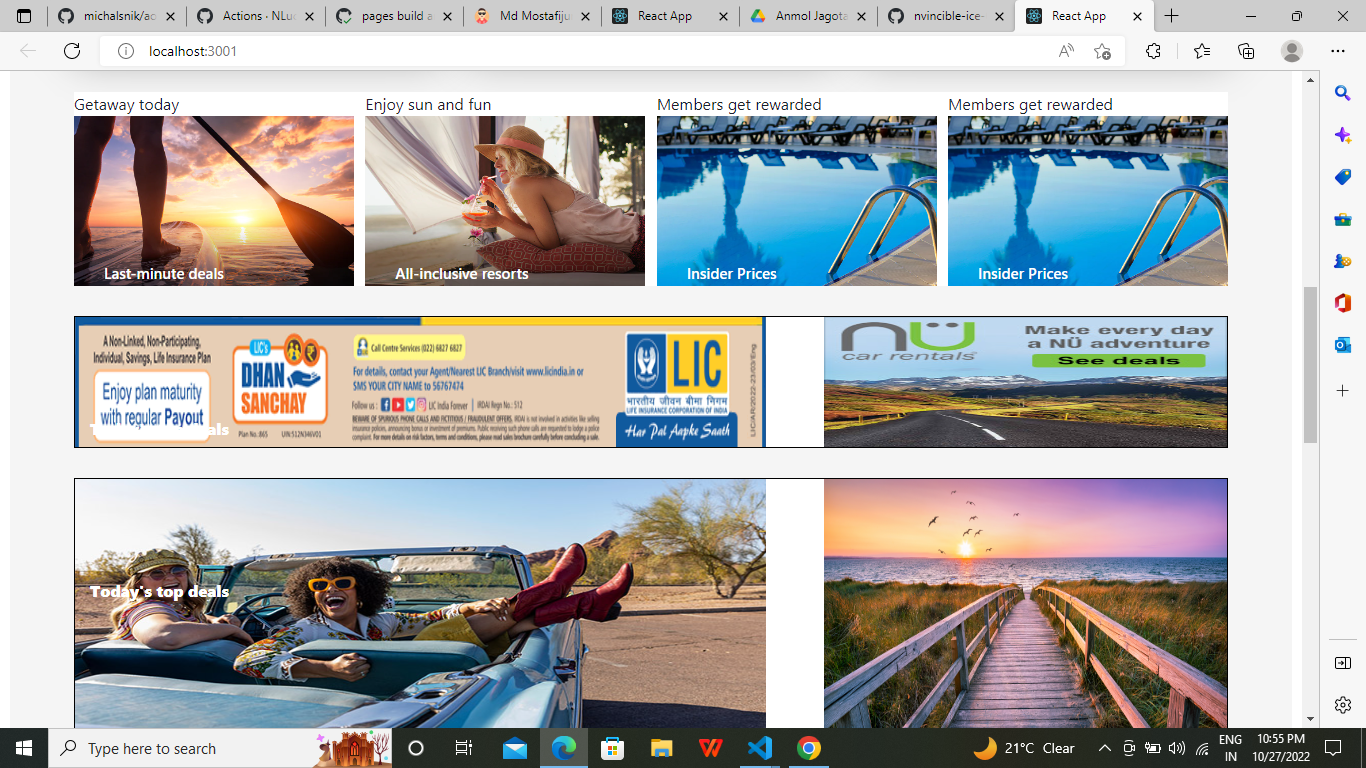 michalsnik/ao
Actions · NLu
pages build a
Md Mostafiju
React App
Anmol Jagota
nvincible-ice-
React App
localhost:3001
Getaway today
Enjoy sun and fun
Members get rewarded
Members get rewarded
Last-minute deals
All-inclusive resorts
Insider Prices
Insider Prices
A Non-Linked, Non-Participating,
Individual, Savings, Life Insurance Plan
Enjoy plan maturity
with regular Payout
LIC's
DHAN
SANCHAY
Plan No.: 865 UIN:512N346V01
Call Centre Services (022) 6827 6827
For details, contact your Agent/Nearest LIC Branch/visit www.licindia.in or
SMS YOUR CITY NAME to 56767474
Follow us : LIC India Forever | IRDAI Regn No.: 512
BEWARE OF SPURIOUS PHONE CALLS AND FICTITIOUS / FRAUDULENT OFFERS. IRDAI is not involved in activities like selling
insurance policies, announcing bonus or investment of premiums. Public receiving such phone calls are requested to lodge a police
complaint. For more details on risk factors, terms and conditions, please read sales brochure carefully before concluding a sale.
LIC
भारतीय जीवन बीमा निगम
LIFE INSURANCE CORPORATION OF INDIA
Har Pal Aapke Saath
LIC/AR/2022-23/03/Eng
nü
car rentals
Make every day
a NÜ adventure
See deals
Today's top deals
Type here to search
21°C Clear
ENG
IN
10:55 PM
10/27/2022